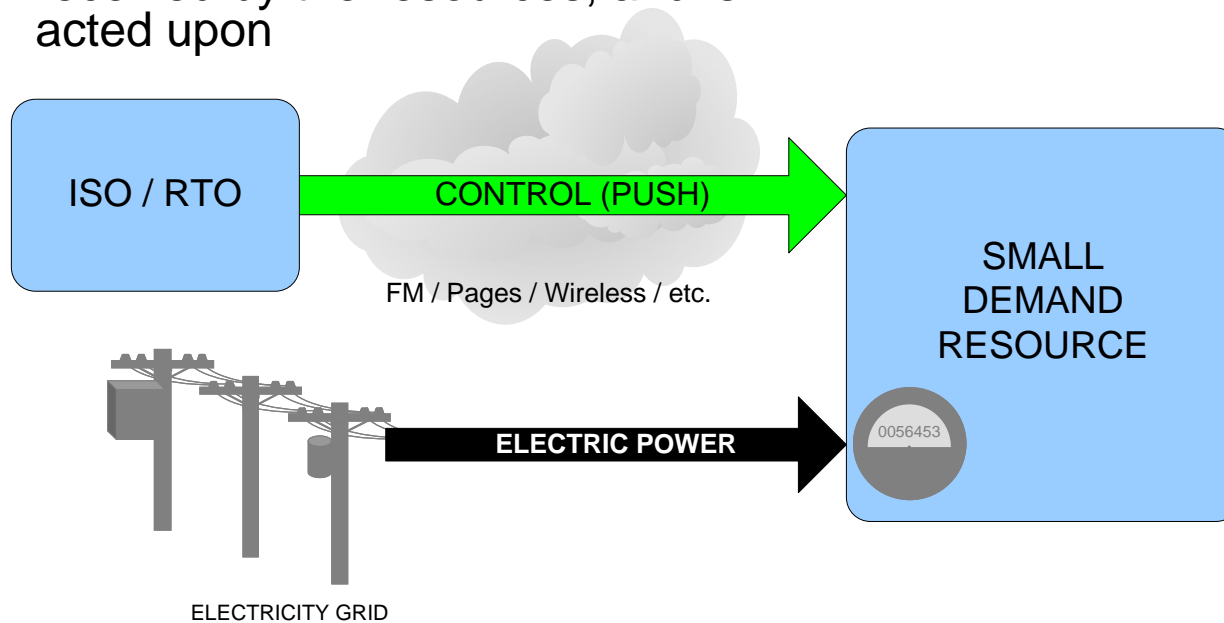 acted upon
ISO / RTO
CONTROL (PUSH)
FM / Pages / Wireless / etc.
SMALL
DEMAND
RESOURCE
0056453
ELECTRIC POWER
ELECTRICITY GRID